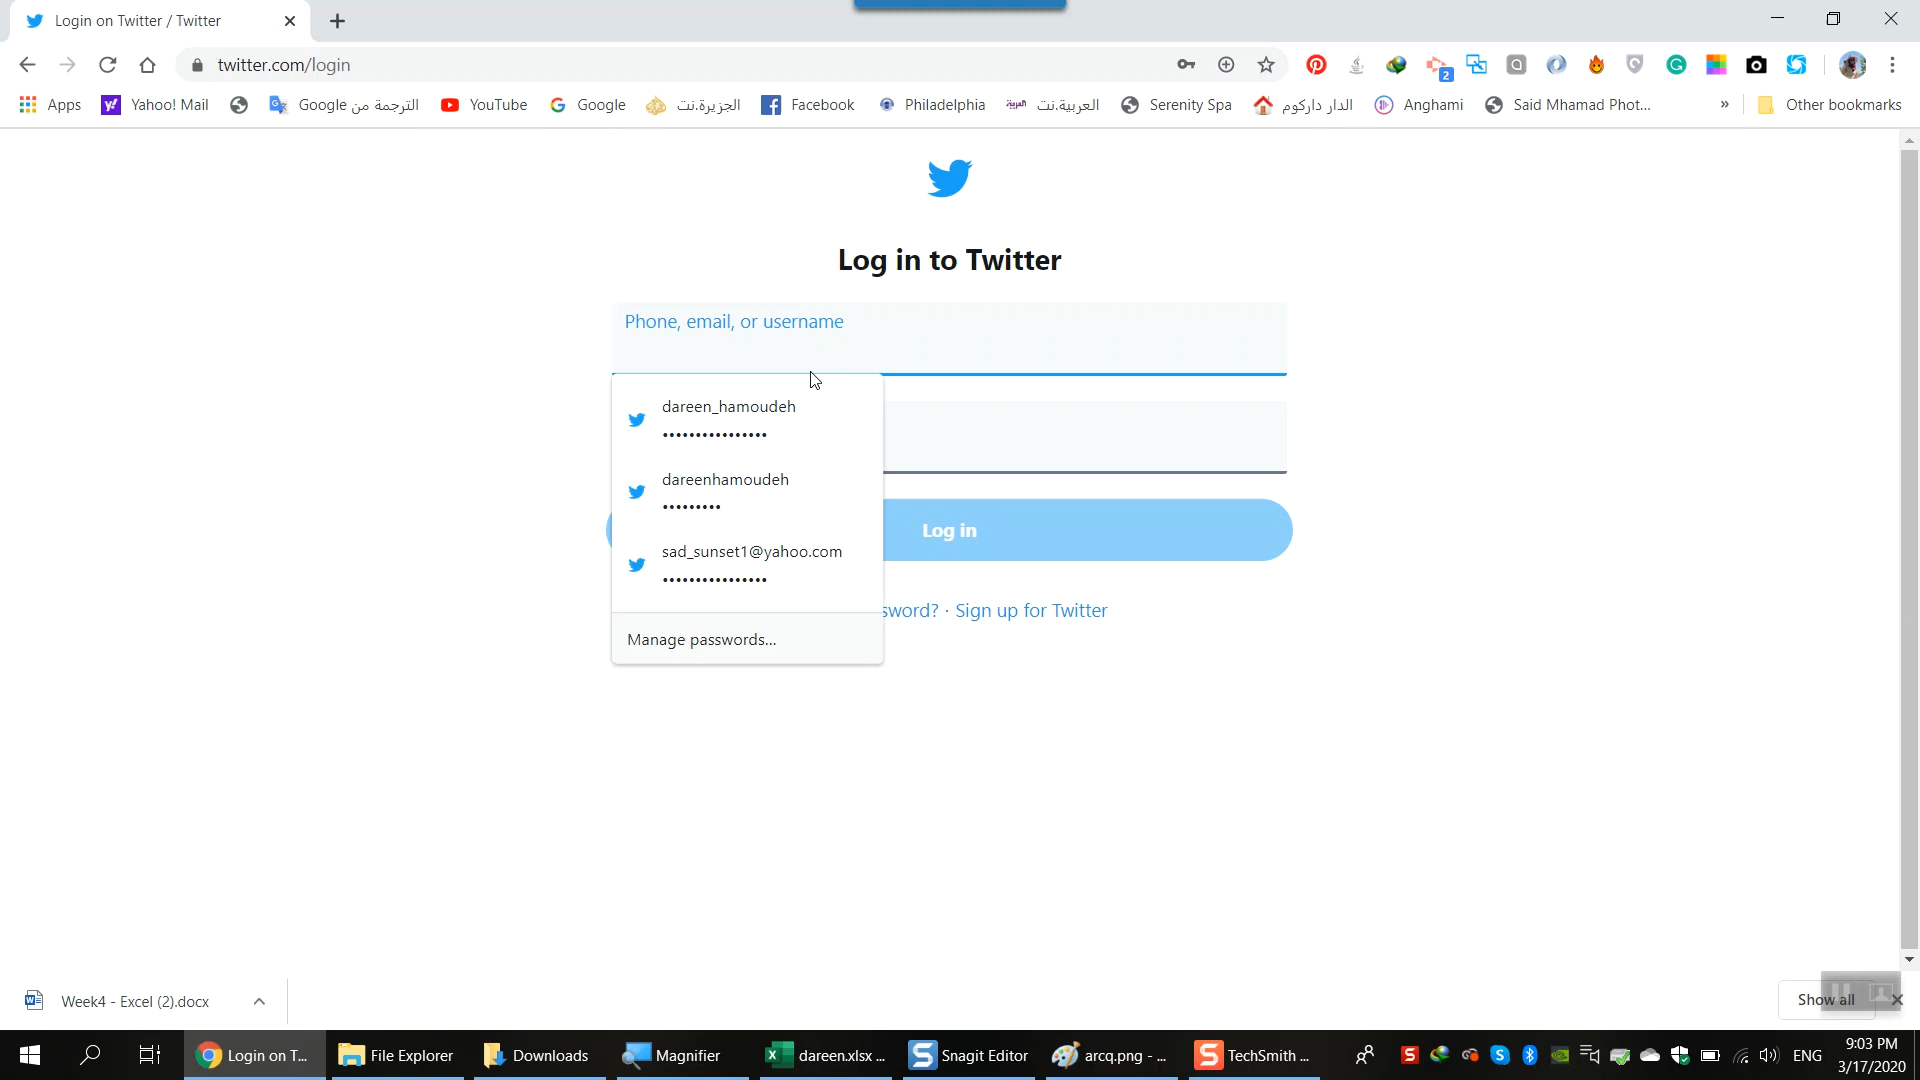 Login on Twitter / Twitter
twitter.com/login
2
Apps
Yahoo! Mail
الترجمة من Google
YouTube
Google
الجزيرة.نت
Facebook
Philadelphia
العربية.نت
Serenity Spa
الدار داركوم
Anghami
Said Mhamad Phot...
»
Other bookmarks
Log in to Twitter
Phone, email, or username
dareen_hamoudeh
••••••••••••••••
dareenhamoudeh
•••••••••
sad_sunset1@yahoo.com
••••••••••••••••
Manage passwords...
Log in
sword? · Sign up for Twitter
Week4 - Excel (2).docx
Show all
Login on T...
File Explorer
Downloads
Magnifier
dareen.xlsx ...
Snagit Editor
arcq.png - ...
TechSmith ...
ENG
9:03 PM
3/17/2020